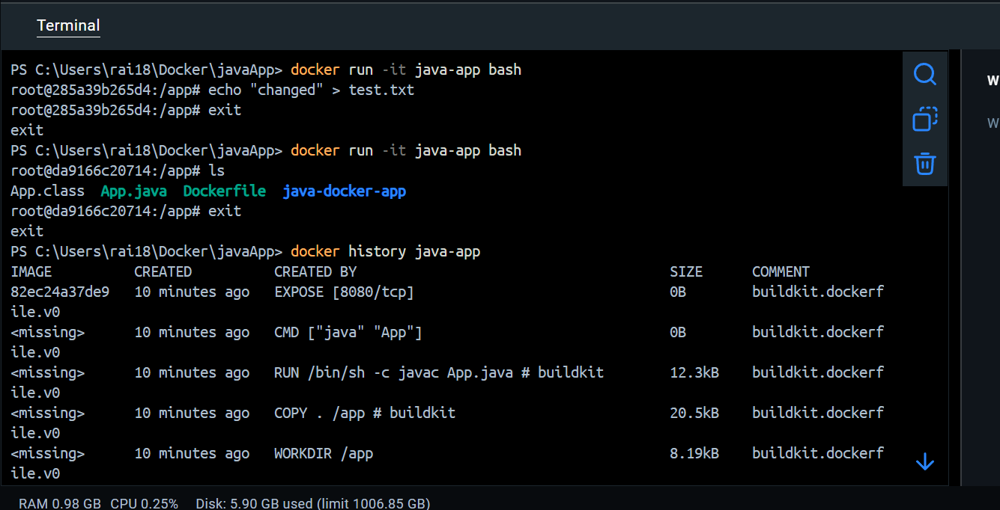 Terminal
PS C:\Users\rai18\Docker\javaApp> docker run -it java-app bash
root@285a39b265d4:/app# echo "changed" > test.txt
root@285a39b265d4:/app# exit
exit
PS C:\Users\rai18\Docker\javaApp> docker run -it java-app bash
root@da9166c20714:/app# ls
App.class  App.java  Dockerfile  java-docker-app
root@da9166c20714:/app# exit
exit
PS C:\Users\rai18\Docker\javaApp> docker history java-app
IMAGE          CREATED          CREATED BY                                      SIZE      COMMENT
82ec24a37de9   10 minutes ago   EXPOSE [8080/tcp]                               0B        buildkit.dockerf
ile.v0
<missing>      10 minutes ago   CMD ["java" "App"]                              0B        buildkit.dockerf
ile.v0
<missing>      10 minutes ago   RUN /bin/sh -c javac App.java # buildkit        12.3kB    buildkit.dockerf
ile.v0
<missing>      10 minutes ago   COPY . /app # buildkit                          20.5kB    buildkit.dockerf
ile.v0
<missing>      10 minutes ago   WORKDIR /app                                    8.19kB    buildkit.dockerf
ile.v0
RAM 0.98 GB  CPU 0.25%  Disk: 5.90 GB used (limit 1006.85 GB)